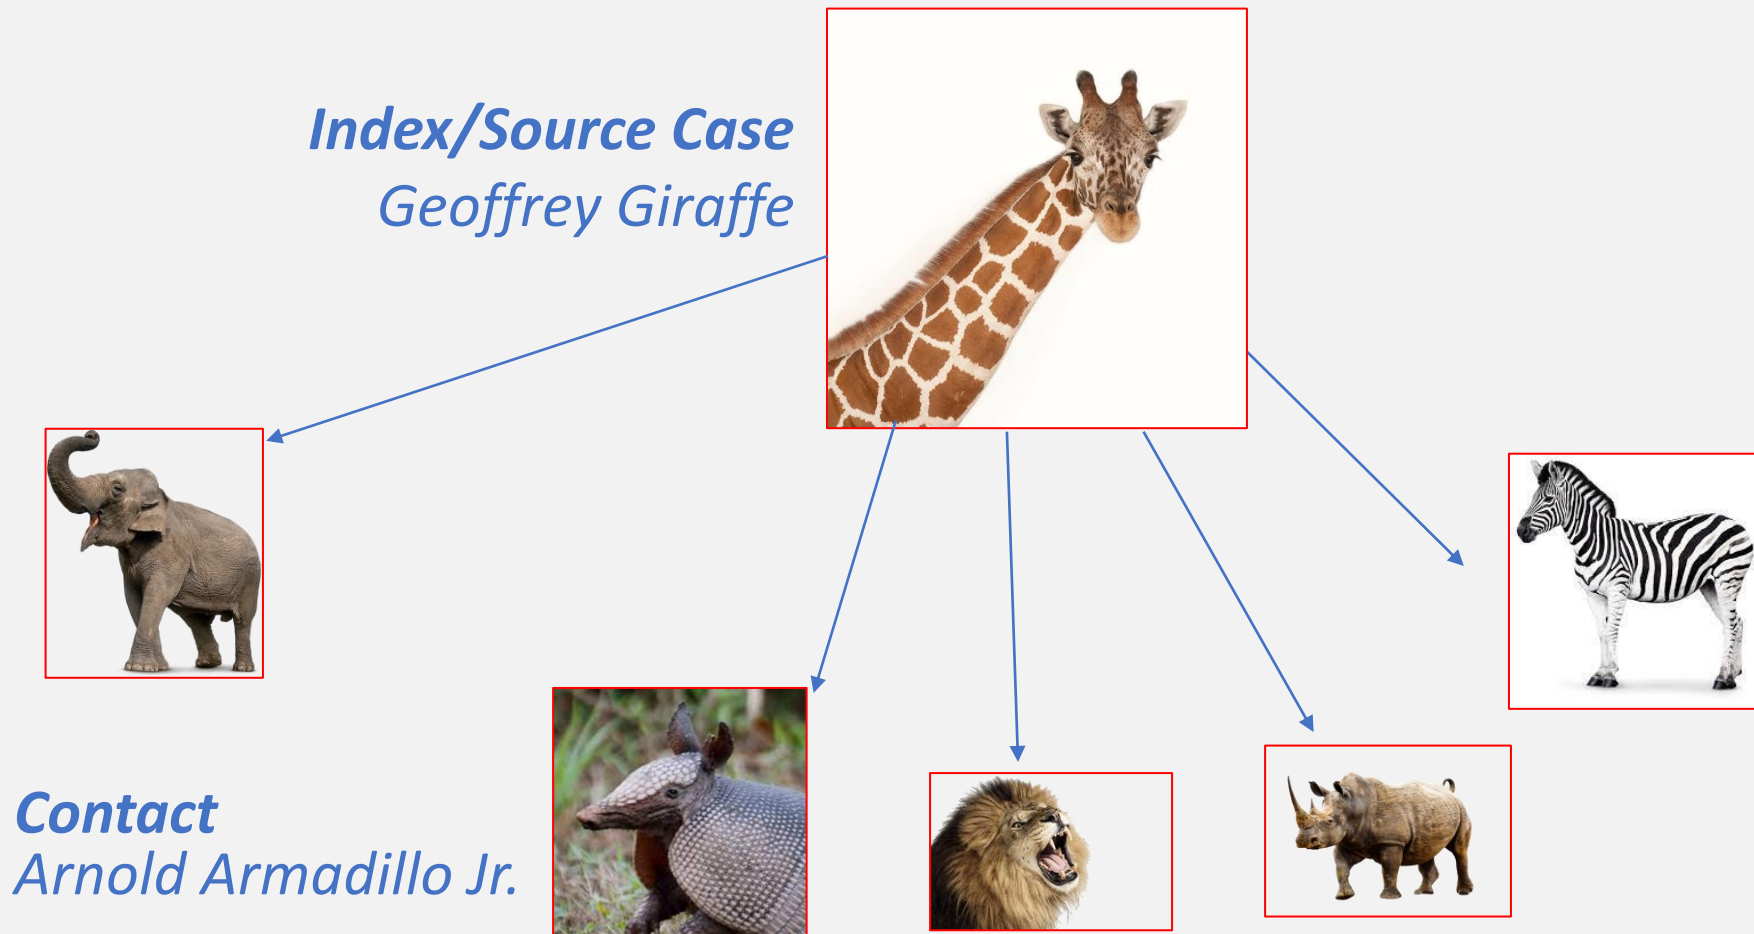 Index/Source Case
Geoffrey Giraffe
Contact
Arnold Armadillo Jr.